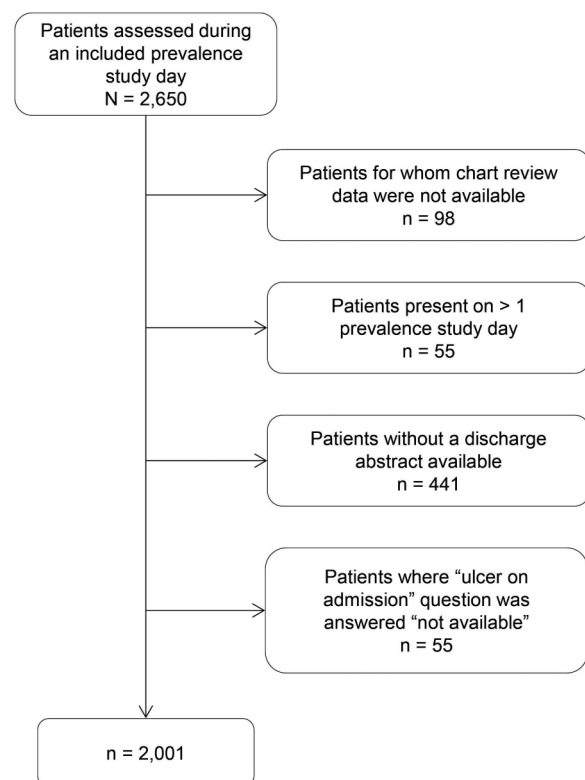 Patients assessed during
an included prevalence
study day
N = 2,650
Patients for whom chart review
data were not available
n = 98
Patients present on > 1
prevalence study day
n = 55
Patients without a discharge
abstract available
n = 441
Patients where “ulcer on
admission” question was
answered “not available”
n = 55
n = 2,001